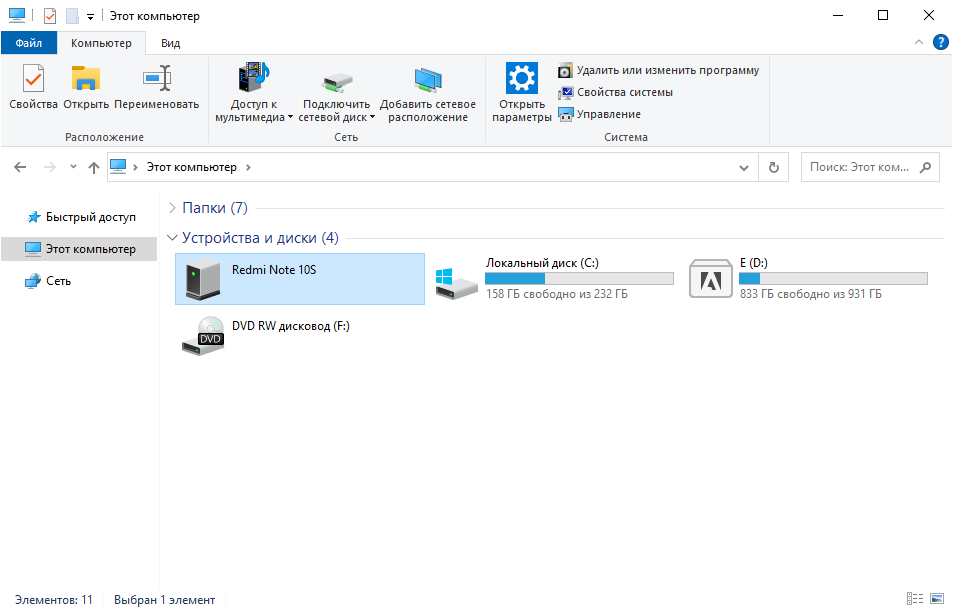 Этот компьютер
Файл
Компьютер
Вид
Свойства
Открыть
Переименовать
Расположение
Доступ к
мультимедиа
Подключить
сетевой диск
Добавить сетевое
расположение
Сеть
Открыть
параметры
Удалить или изменить программу
Свойства системы
Управление
Система
Этот компьютер
Поиск: Этот ком...
Быстрый доступ
Этот компьютер
Сеть
Папки (7)
Устройства и диски (4)
Redmi Note 10S
Локальный диск (C:)
158 ГБ свободно из 232 ГБ
E (D:)
833 ГБ свободно из 931 ГБ
DVD
DVD RW дисковод (F:)
Элементов: 11
Выбран 1 элемент